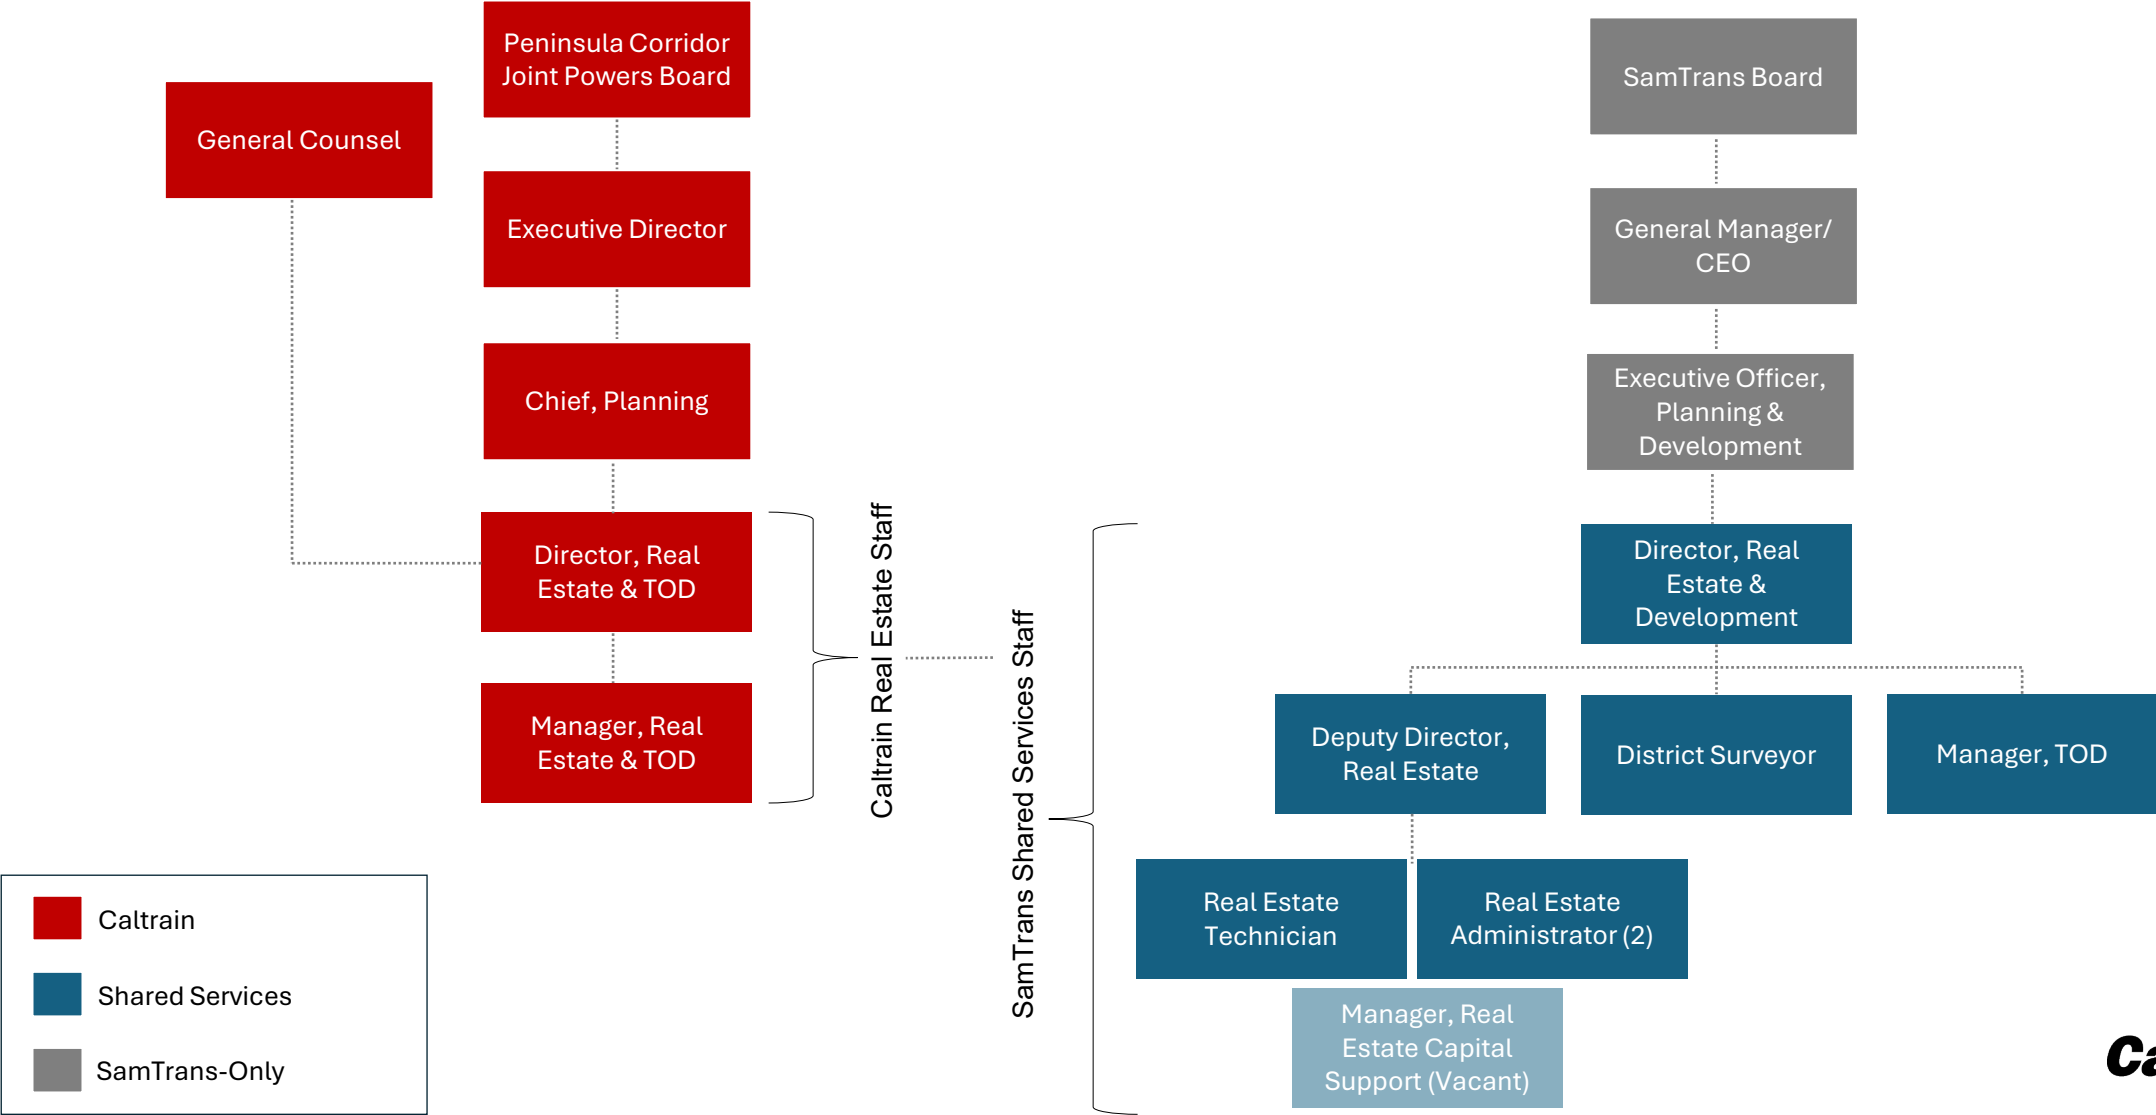 Peninsula Corridor
Joint Powers Board
General Counsel
Executive Director
Chief, Planning
Director, Real
Estate & TOD
Manager, Real
Estate & TOD
Caltrain Real Estate Staff
SamTrans Shared Services Staff
SamTrans Board
General Manager/
CEO
Executive Officer,
Planning &
Development
Director, Real
Estate &
Development
Deputy Director,
Real Estate
District Surveyor
Manager, TOD
Real Estate
Technician
Real Estate
Administrator (2)
Manager, Real
Estate Capital
Support (Vacant)
Caltrain
Shared Services
SamTrans-Only
Ca